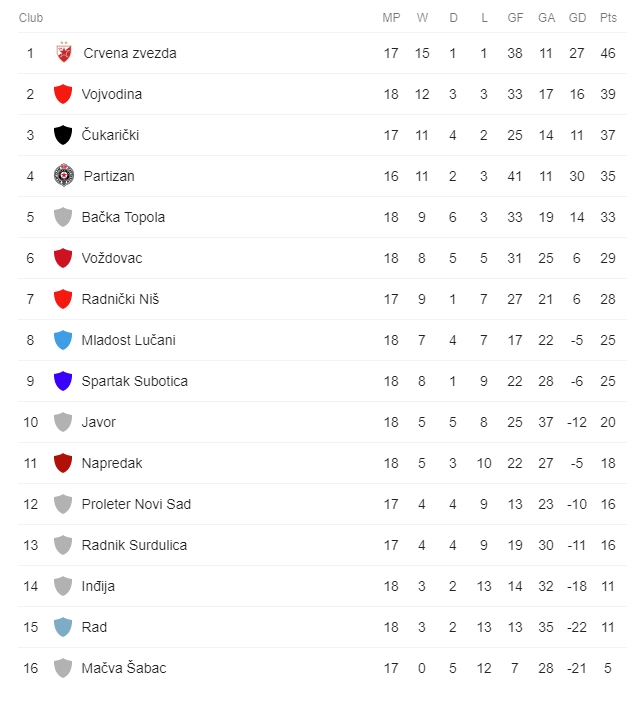 Club MP W D L GF GA GD Pts
1 Crvena zvezda 17 15 1 1 38 11 27 46
2 Vojvodina 18 12 3 3 33 17 16 39
3 Čukarički 17 11 4 2 25 14 11 37
4 Partizan 16 11 2 3 41 11 30 35
5 Bačka Topola 18 9 6 3 33 19 14 33
6 Voždovac 18 8 5 5 31 25 6 29
7 Radnički Niš 17 9 1 7 27 21 6 28
8 Mladost Lučani 18 7 4 7 17 22 -5 25
9 Spartak Subotica 18 8 1 9 22 28 -6 25
10 Javor 18 5 5 8 25 37 -12 20
11 Napredak 18 5 3 10 22 27 -5 18
12 Proleter Novi Sad 17 4 4 9 13 23 -10 16
13 Radnik Surdulica 17 4 4 9 19 30 -11 16
14 Inđija 18 3 2 13 14 32 -18 11
15 Rad 18 3 2 13 13 35 -22 11
16 Mačva Šabac 17 0 5 12 7 28 -21 5